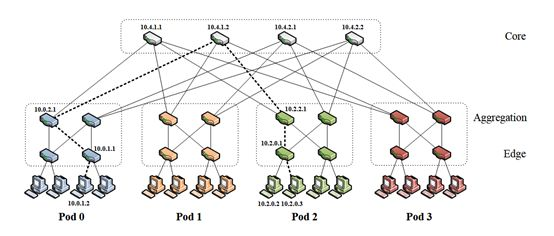 10.4.1.1 10.4.1.2 10.4.2.1 10.4.2.2
Core
10.0.2.1 10.2.2.1
Aggregation
10.0.1.1 10.2.0.1
Edge
10.0.1.2 10.2.0.2 10.2.0.3
Pod 0 Pod 1 Pod 2 Pod 3